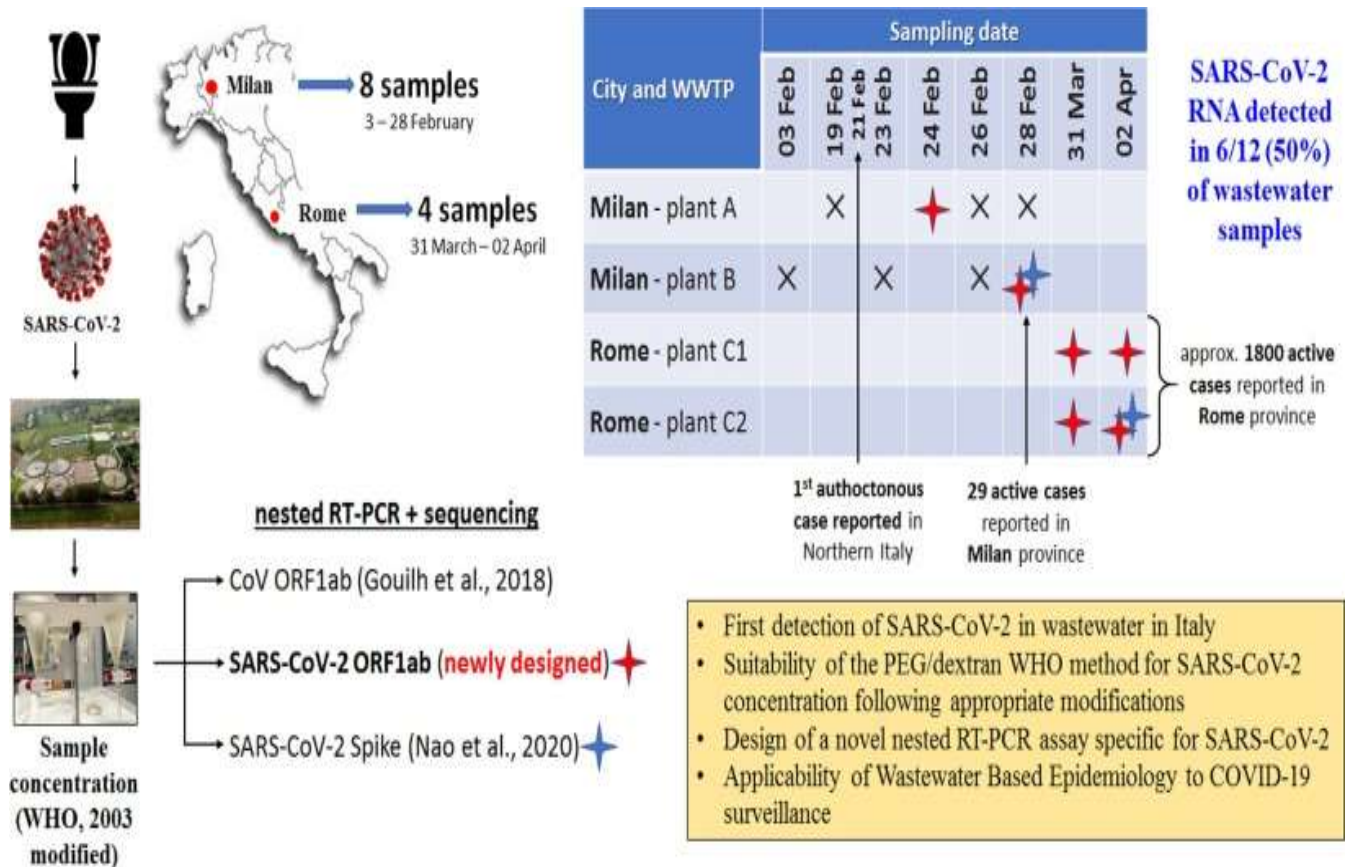 SARS-CoV-2
Sample
concentration
(WHO, 2003
modified)
Milan
8 samples
3 – 28 February
Rome
4 samples
31 March – 02 April
nested RT-PCR + sequencing
CoV ORF1ab (Gouilh et al., 2018)
SARS-CoV-2 ORF1ab (newly designed)
SARS-CoV-2 Spike (Nao et al., 2020)
City and WWTP
Sampling date
03 Feb
19 Feb
21 Feb
23 Feb
24 Feb
26 Feb
28 Feb
31 Mar
02 Apr
Milan - plant A
X X X
Milan - plant B
X X X
Rome - plant C1
Rome - plant C2
SARS-CoV-2
RNA detected
in 6/12 (50%)
of wastewater
samples
approx. 1800 active
cases reported in
Rome province
1st authoctonous
case reported in
Northern Italy
29 active cases
reported in
Milan province
• First detection of SARS-CoV-2 in wastewater in Italy
• Suitability of the PEG/dextran WHO method for SARS-CoV-2
concentration following appropriate modifications
• Design of a novel nested RT-PCR assay specific for SARS-CoV-2
• Applicability of Wastewater Based Epidemiology to COVID-19
surveillance